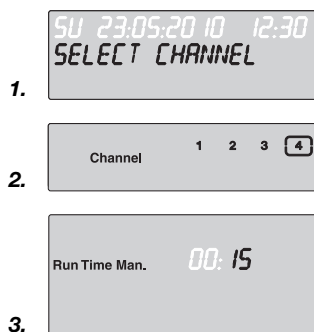 SU 23:05:2010 12:30
SELECT CHANNEL
1.
Channel 1 2 3 4
2.
Run Time Man. 00:15
3.